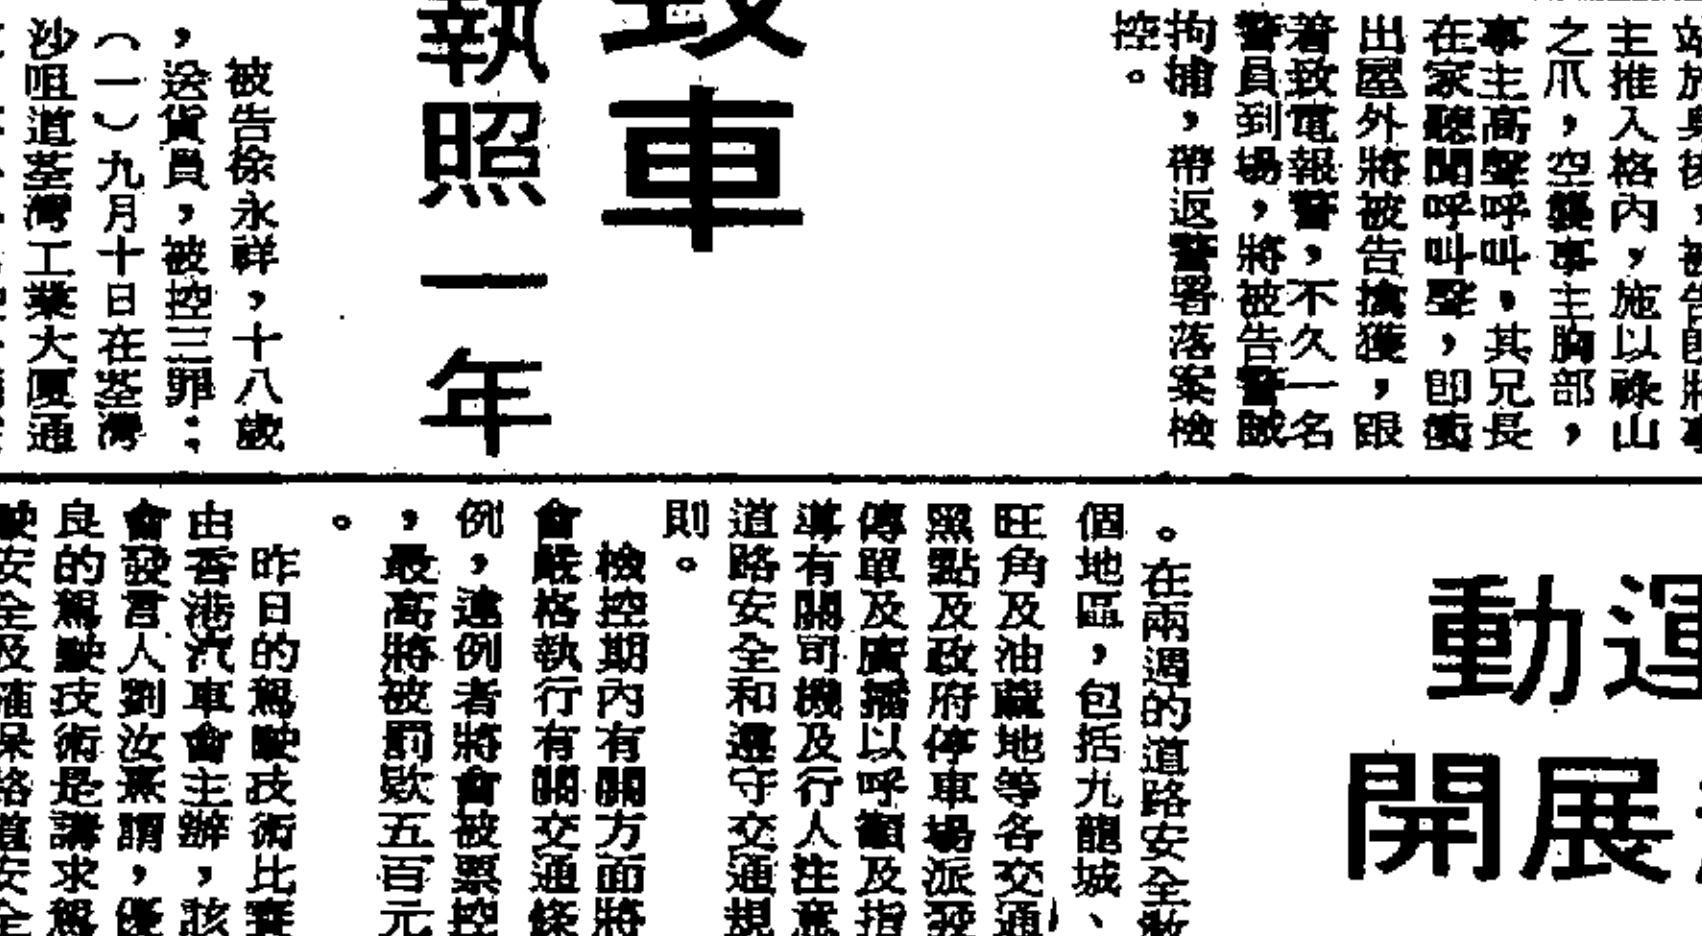 主推入格內，施以祿山
之爪，空襲事主胸部，
事主高聲呼叫，其兄長
在家聽聞呼叫聲，即衝
出屋外將被告擒獲，跟
着致電報警，不久一名
警員到場，將被告警誡
拘捕，帶返警署落案檢
控。
車
執照一年
被告徐永祥，十八歲
，送貨員，被控三罪：
（一）九月十日在荃灣
沙咀道荃灣工業大厦通
動
開展
。在兩週的道路安全
個地區，包括九龍城、
旺角及油蔴地等各交通
照點及政府停車場派發
傳單及廣播以呼籲及指
導有關司機及行人注意
道路安全和遵守交通規
則。
檢控期內有關方面將
會嚴格執行有關交通條
例，違例者將會被票控
，最高將被罰欵五百元
。
昨日的駕駛技術比賽
由香港汽車會主辦，該
會發言人劉汝熹謂，優
良的駕駛技術是講求駕